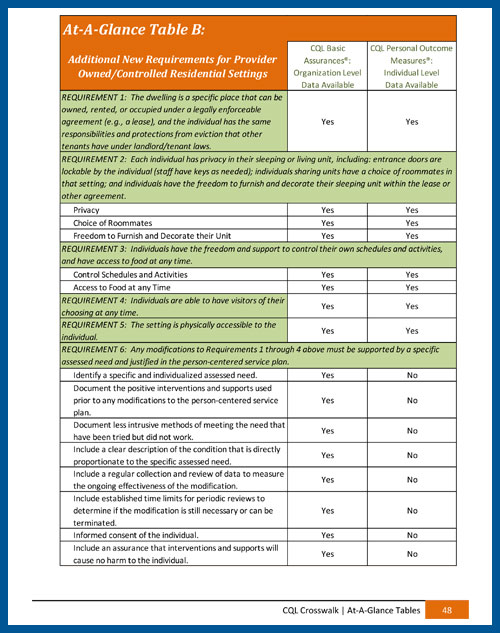 At-A-Glance Table B:
Additional New Requirements for Provider
Owned/Controlled Residential Settings
CQL Basic
Assurances®:
Organization Level
Data Available
CQL Personal Outcome
Measures®:
Individual Level
Data Available
REQUIREMENT 1: The dwelling is a specific place that can be
owned, rented, or occupied under a legally enforceable
agreement (e.g., a lease), and the individual has the same
responsibilities and protections from eviction that other
tenants have under landlord/tenant laws.
Yes Yes
REQUIREMENT 2: Each individual has privacy in their sleeping or living unit, including: entrance doors are
lockable by the individual (staff have keys as needed); individuals sharing units have a choice of roommates in
that setting; and individuals have the freedom to furnish and decorate their sleeping unit within the lease or
other agreement.
Privacy Yes Yes
Choice of Roommates Yes Yes
Freedom to Furnish and Decorate their Unit Yes Yes
REQUIREMENT 3: Individuals have the freedom and support to control their own schedules and activities,
and have access to food at any time.
Control Schedules and Activities Yes Yes
Access to Food at any Time Yes Yes
REQUIREMENT 4: Individuals are able to have visitors of their
choosing at any time.
Yes Yes
REQUIREMENT 5: The setting is physically accessible to the
individual.
Yes Yes
REQUIREMENT 6: Any modifications to Requirements 1 through 4 above must be supported by a specific
assessed need and justified in the person-centered service plan.
Identify a specific and individualized assessed need. Yes No
Document the positive interventions and supports used
prior to any modifications to the person-centered service
plan.
Yes No
Document less intrusive methods of meeting the need that
have been tried but did not work.
Yes No
Include a clear description of the condition that is directly
proportionate to the specific assessed need.
Yes No
Include a regular collection and review of data to measure
the ongoing effectiveness of the modification.
Yes No
Include established time limits for periodic reviews to
determine if the modification is still necessary or can be
terminated.
Yes No
Informed consent of the individual. Yes No
Include an assurance that interventions and supports will
cause no harm to the individual.
Yes No
CQL Crosswalk | At-A-Glance Tables 48